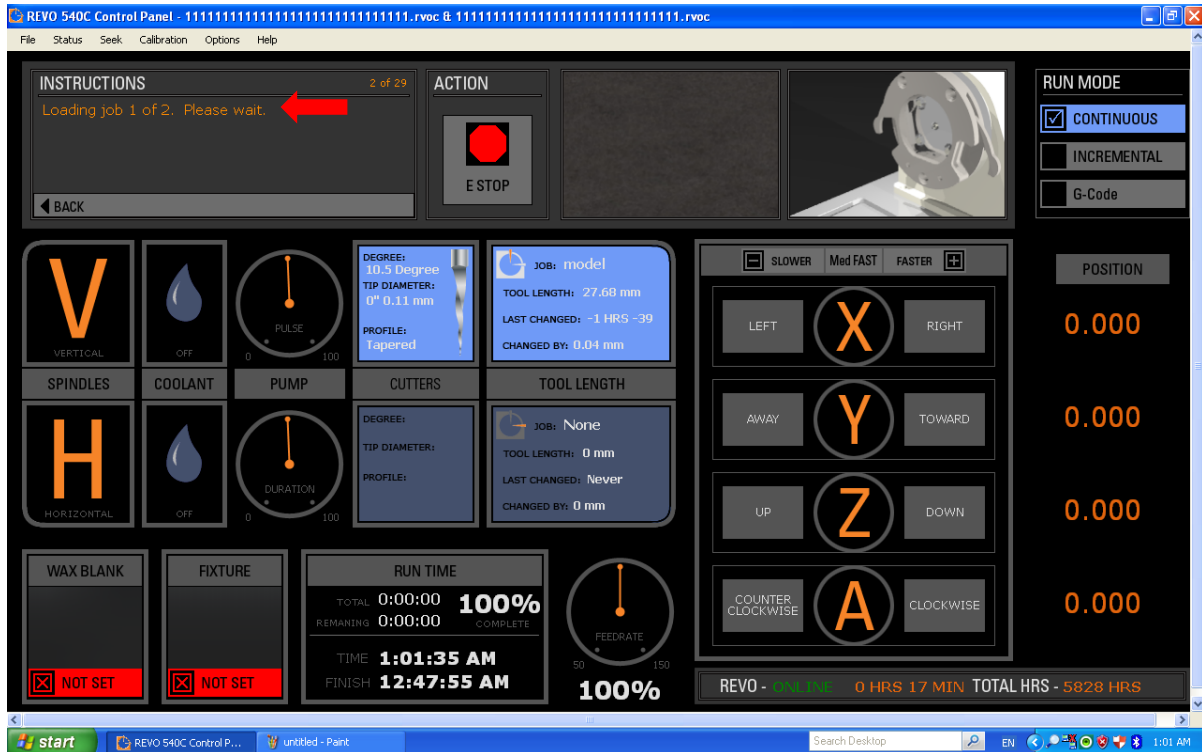 REVO 540C Control Panel - 11111111111111111111111111111111.rvoc & 11111111111111111111111111111111.rvoc
File Status Seek Calibration Options Help
INSTRUCTIONS 2 of 29
Loading job 1 of 2. Please wait.
BACK
ACTION
E STOP
RUN MODE
CONTINUOUS
INCREMENTAL
G-Code
V
VERTICAL
OFF
PULSE
0 100
DEGREE:
10.5 Degree
TIP DIAMETER:
0" 0.11 mm
PROFILE:
Tapered
JOB: model
TOOL LENGTH: 27.68 mm
LAST CHANGED: -1 HRS -39
CHANGED BY: 0.04 mm
SPINDLES COOLANT PUMP CUTTERS TOOL LENGTH
H
HORIZONTAL
OFF
DURATION
0 100
DEGREE:
TIP DIAMETER:
PROFILE:
JOB: None
TOOL LENGTH: 0 mm
LAST CHANGED: Never
CHANGED BY: 0 mm
SLOWER Med FAST FASTER
LEFT X RIGHT
AWAY Y TOWARD
UP Z DOWN
COUNTER
CLOCKWISE A CLOCKWISE
POSITION
0.000
0.000
0.000
0.000
WAX BLANK
NOT SET
FIXTURE
NOT SET
RUN TIME
TOTAL 0:00:00
REMANING 0:00:00
100%
COMPLETE
TIME 1:01:35 AM
FINISH 12:47:55 AM
FEEDRATE
50 150
100%
REVO - ONLINE 0 HRS 17 MIN TOTAL HRS - 5828 HRS
start REVO 540C Control P... untitled - Paint Search Desktop EN 1:01 AM